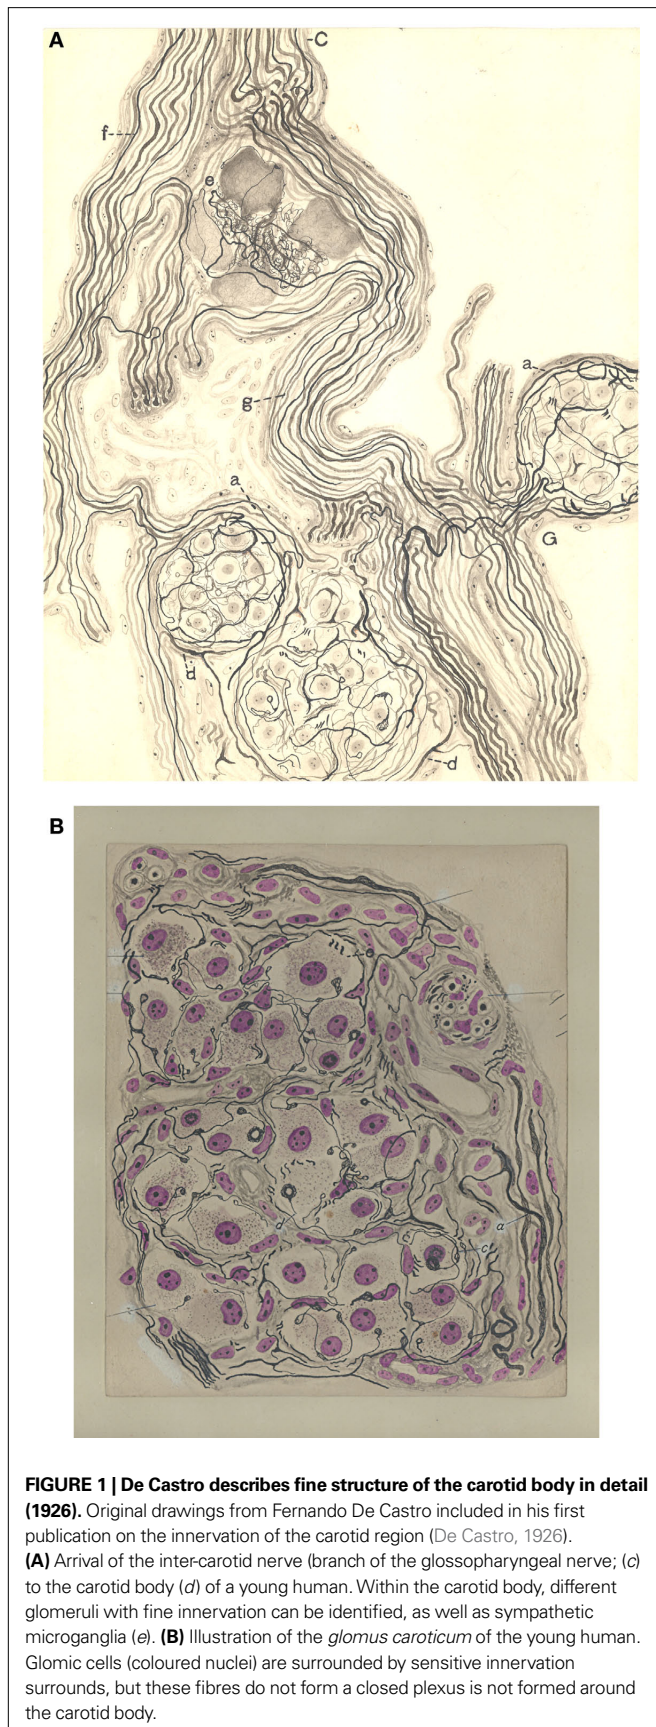 A
C
f
e
a
g
a
G
d
d
B
e
a
d
c
FIGURE 1 | De Castro describes fine structure of the carotid body in detail
(1926). Original drawings from Fernando De Castro included in his first
publication on the innervation of the carotid region (De Castro, 1926).
(A) Arrival of the inter-carotid nerve (branch of the glossopharyngeal nerve; (c)
to the carotid body (d) of a young human. Within the carotid body, different
glomeruli with fine innervation can be identified, as well as sympathetic
microganglia (e). (B) Illustration of the glomus caroticum of the young human.
Glomic cells (coloured nuclei) are surrounded by sensitive innervation
surrounds, but these fibres do not form a closed plexus is not formed around
the carotid body.